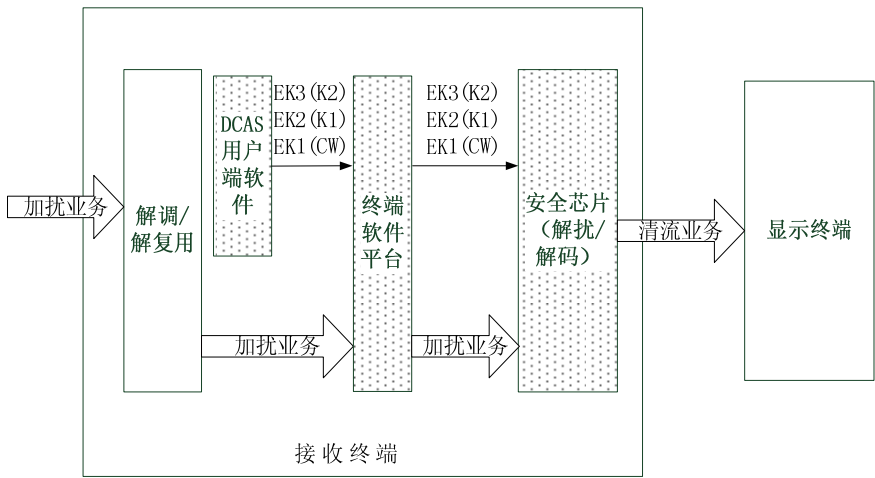 EK3(K2)
EK2(K1)
EK1(CW)
EK3(K2)
EK2(K1)
EK1(CW)
DCAS
用户
端软
件
加扰业务
解调/
解复用
终端
软件
平台
安全芯片
（解扰/
解码）
清流业务
显示终端
加扰业务
加扰业务
接收终端